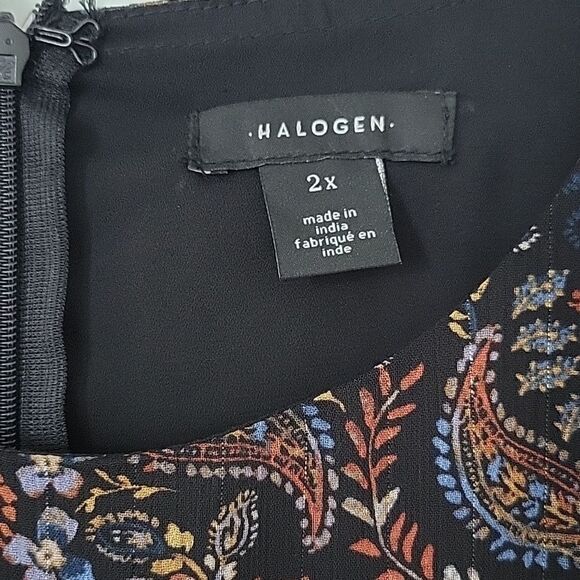 ·HALOGEN·
2x
made in
india
fabriqué en
inde